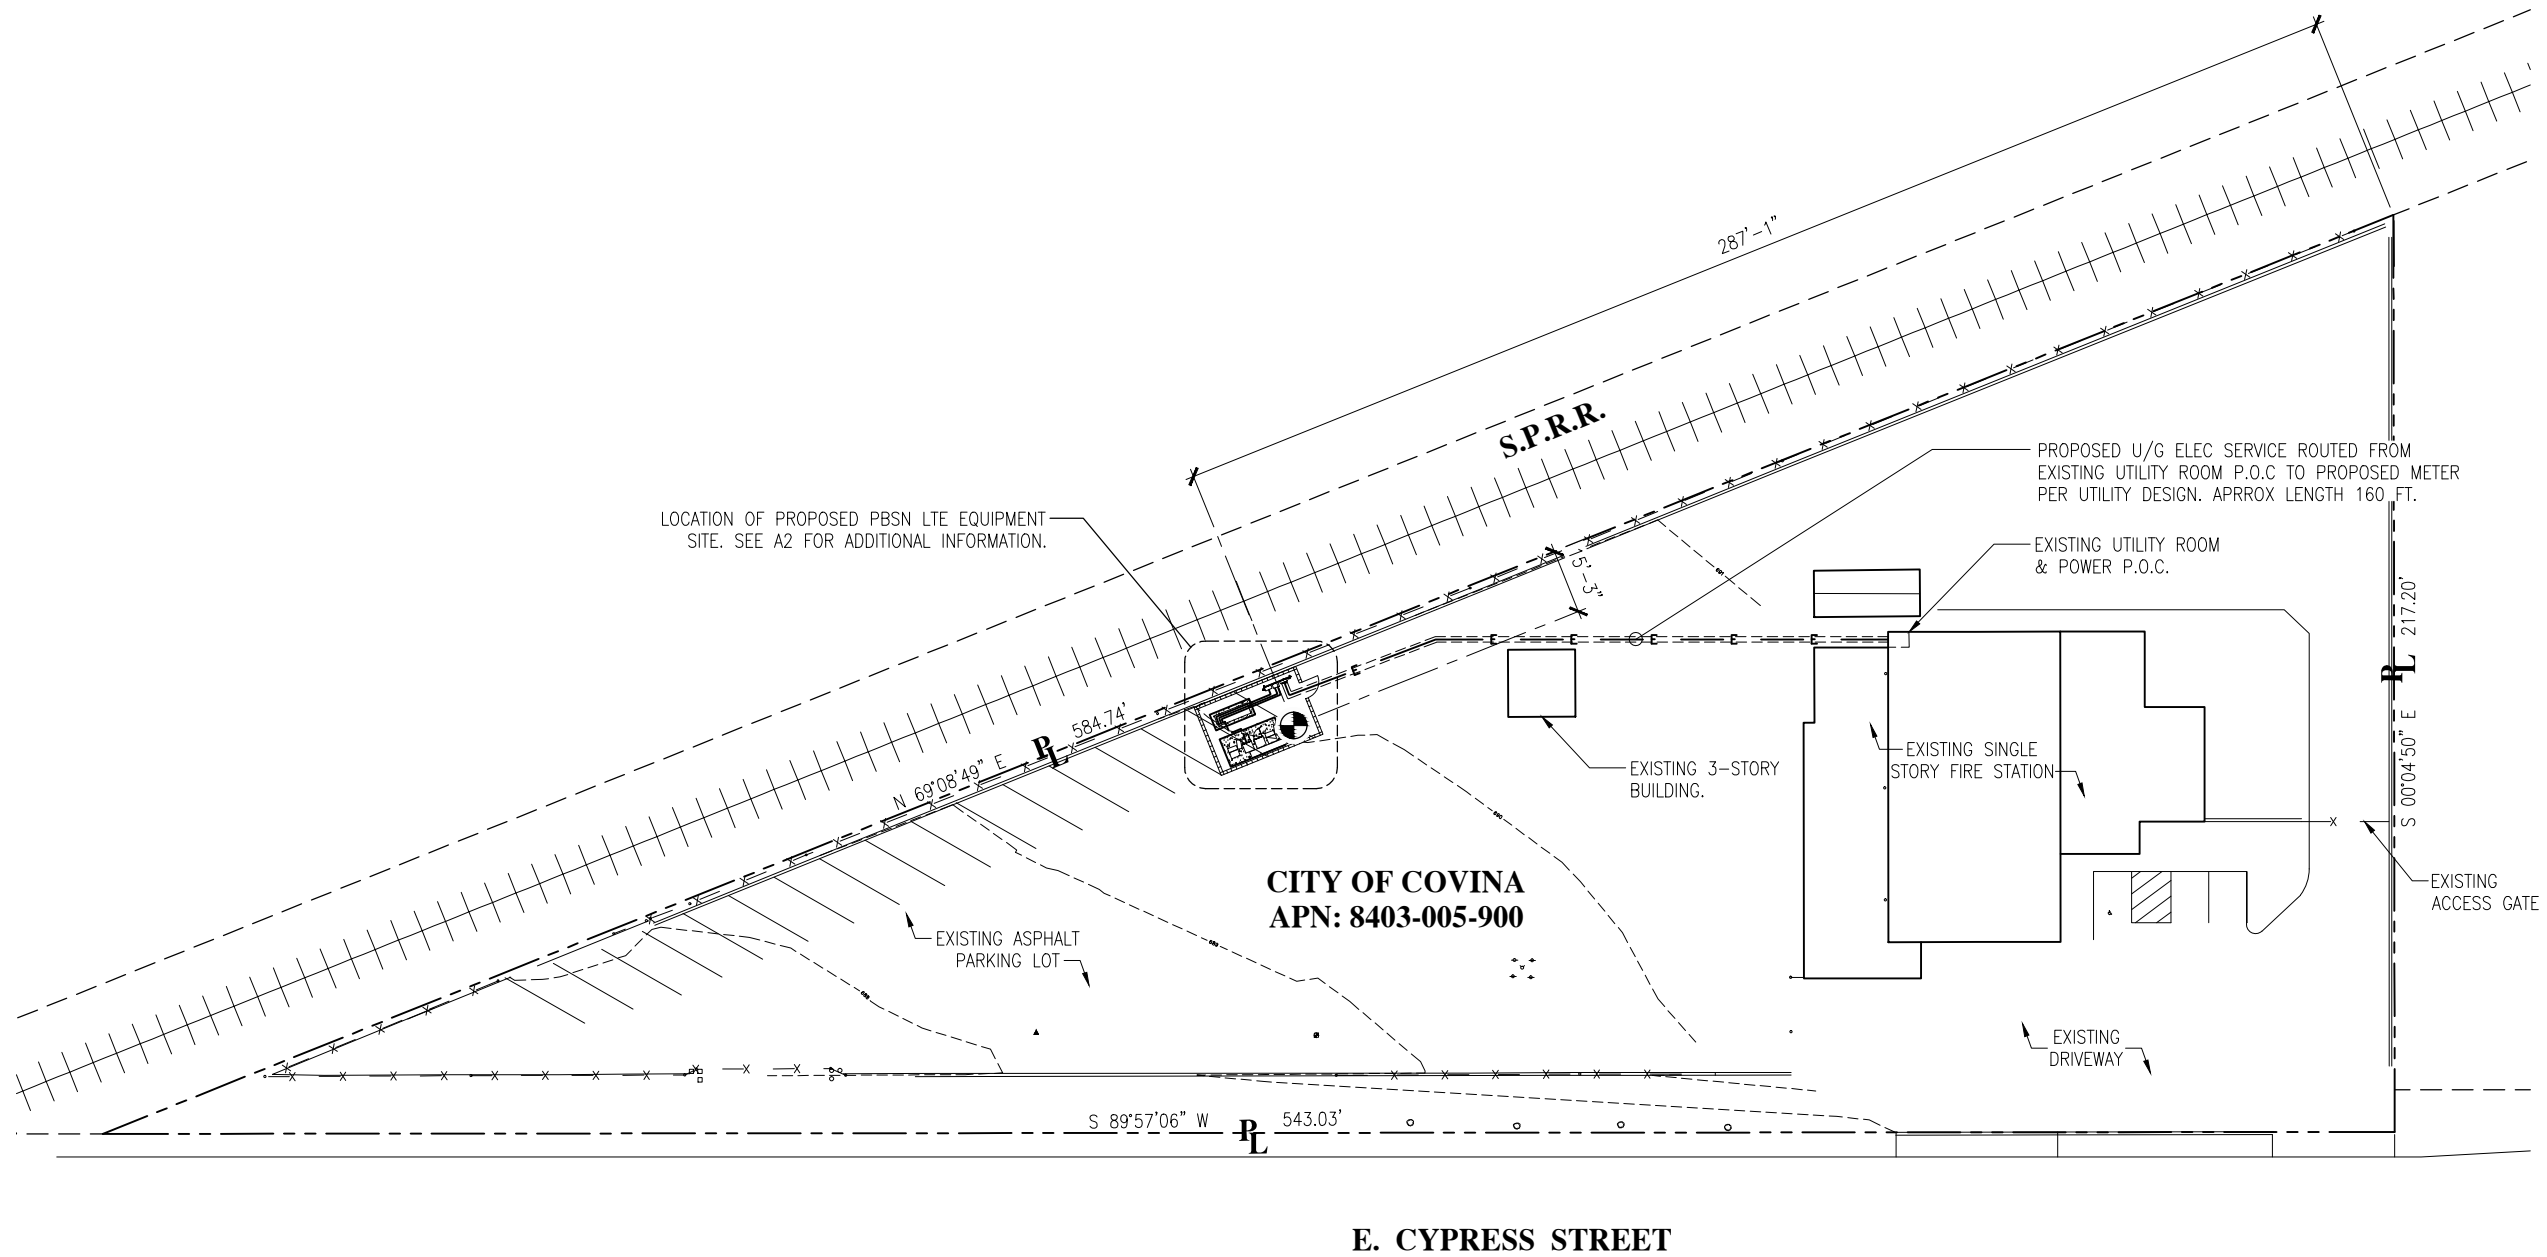 287'-1"
S.P.R.R.
PROPOSED U/G ELEC SERVICE ROUTED FROM
EXISTING UTILITY ROOM P.O.C TO PROPOSED METER
PER UTILITY DESIGN. APRROX LENGTH 160 FT.
LOCATION OF PROPOSED PBSN LTE EQUIPMENT
SITE. SEE A2 FOR ADDITIONAL INFORMATION.
EXISTING UTILITY ROOM
& POWER P.O.C.
E E E E E
E
PL
S 00°04'50" E 217.20'
N 69°08'49" E
PL
584.74'
EXISTING SINGLE
STORY FIRE STATION
EXISTING 3-STORY
BUILDING.
CITY OF COVINA
APN: 8403-005-900
EXISTING
ACCESS GATE
EXISTING ASPHALT
PARKING LOT
EXISTING
DRIVEWAY
S 89°57'06" W
PL
543.03'
E. CYPRESS STREET